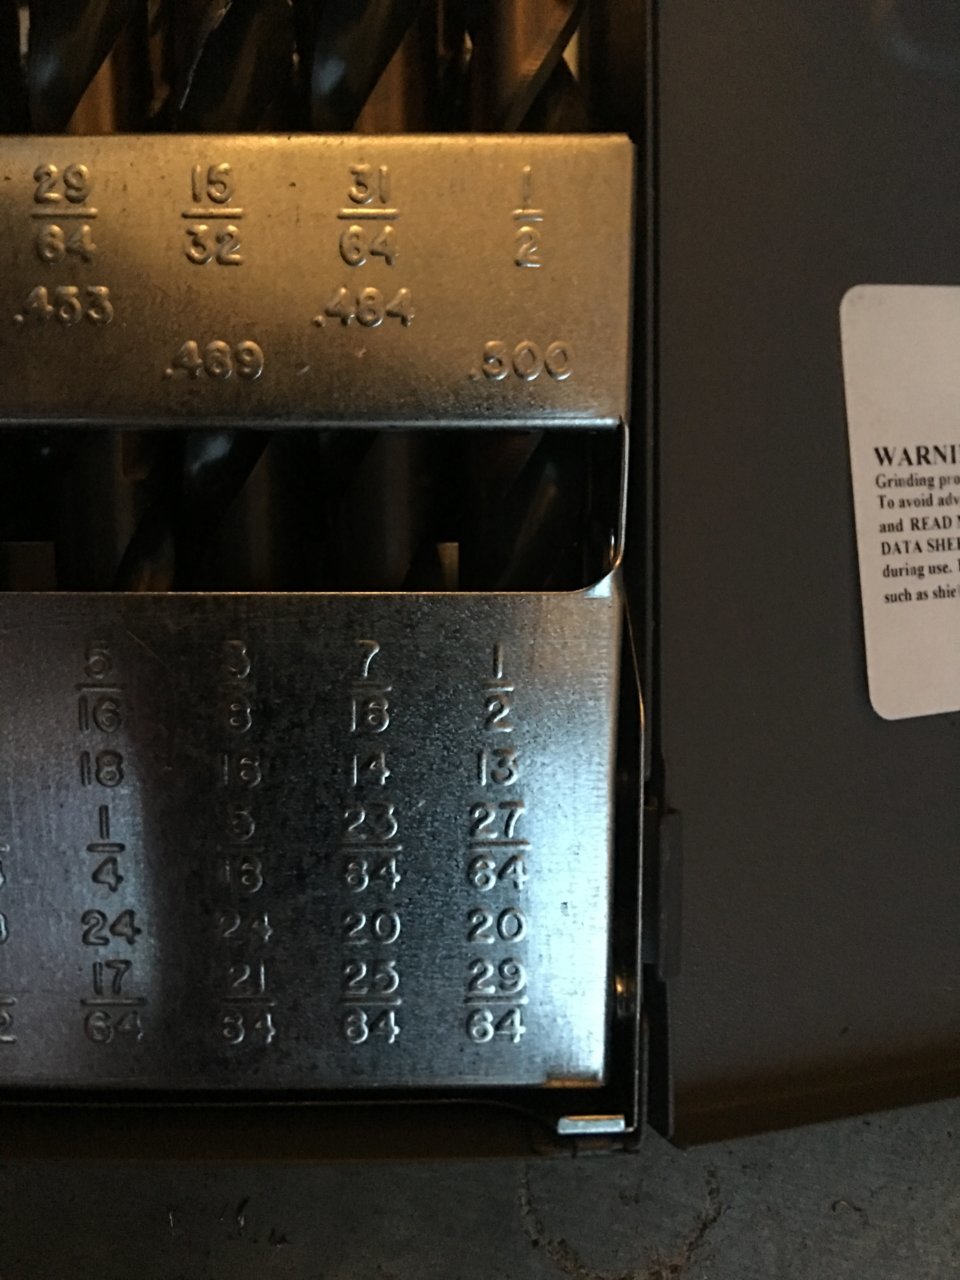 29/64 15/32 31/64 1/2
.453 .484
.469 .500
5/16 3/8 7/16 1/2
18 16 14 13
1/4 5/16 23/64 27/64
24 24 20 20
17/64 21/64 25/64 29/64
WARNI
Grinding pro
To avoid adv
and READ
DATA SHE
during use.
such as shie